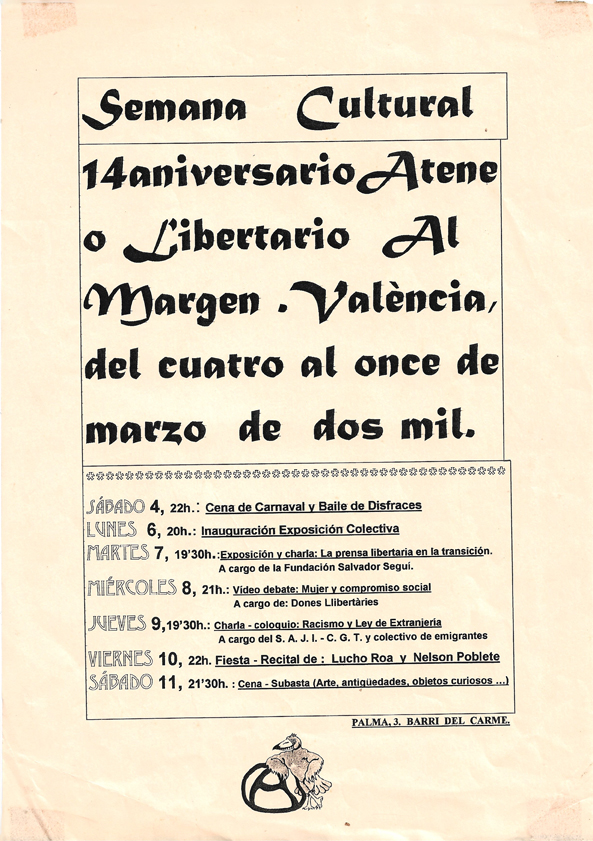 Semana Cultural
14aniversario Atene
o Libertario Al
Margen . València,
del cuatro al once de
marzo de dos mil.
SÁBADO 4, 22h.: Cena de Carnaval y Baile de Disfraces
LUNES 6, 20h.: Inauguración Exposición Colectiva
MARTES 7, 19'30h.:Exposición y charla: La prensa libertaria en la transición.
A cargo de la Fundación Salvador Seguí.
MIÉRCOLES 8, 21h.: Vídeo debate: Mujer y compromiso social
A cargo de: Dones Llibertàries
JUEVES 9,19'30h.: Charla - coloquio: Racismo y Ley de Extranjeria
A cargo del S. A. J. I. - C. G. T. y colectivo de emigrantes
VIERNES 10, 22h. Fiesta - Recital de : Lucho Roa y Nelson Poblete
SÁBADO 11, 21'30h. : Cena - Subasta (Arte, antigüedades, objetos curiosos ...)
PALMA, 3. BARRI DEL CARME.